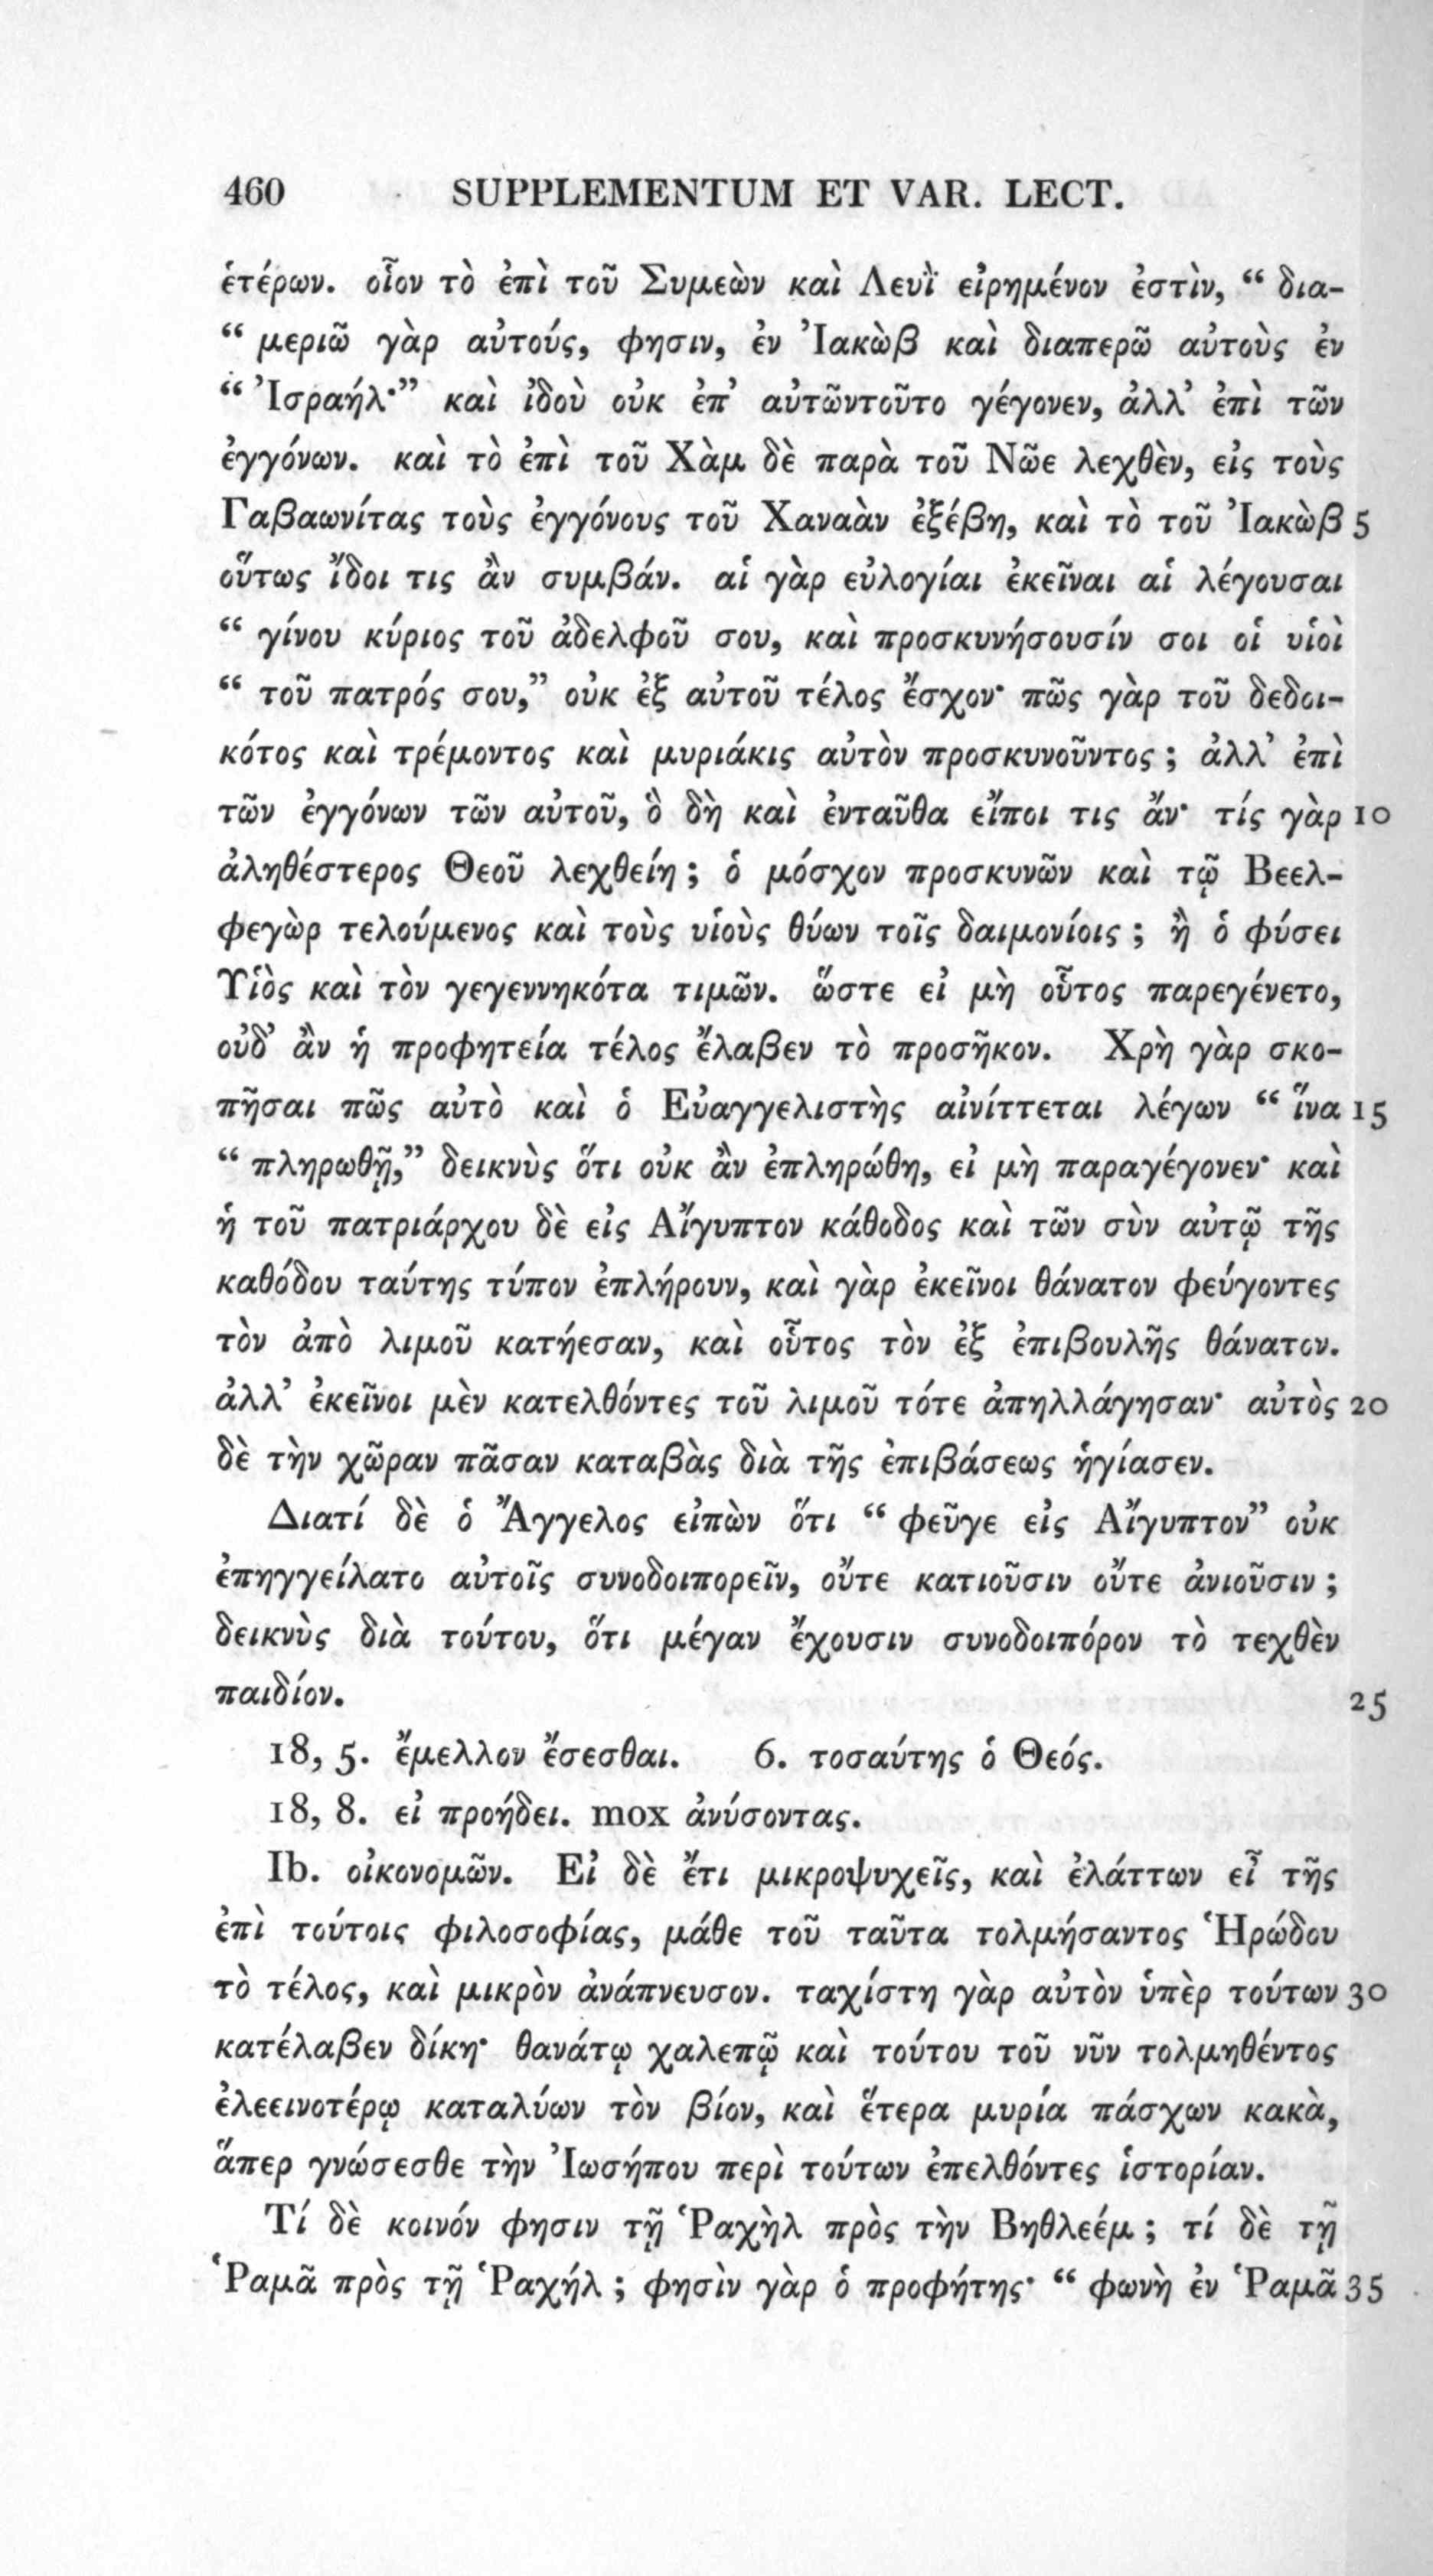 460 SUPPLEMENTUM ET VAR. LECT.
ἑτέρων. οἷον τὸ ἐπὶ τοῦ Συμεὼν καὶ Λευῒ εἰρημένον ἐστὶν, “ δια-
“ μεριῶ γὰρ αὐτούς, φησιν, ἐν Ἰακὼβ καὶ διαπερῶ αὐτοὺς ἐν
“ Ἰσραήλ·” καὶ ἰδοὺ οὐκ ἐπ’ αὐτῶντοῦτο γέγονεν, ἀλλ’ ἐπὶ τῶν
ἐγγόνων. καὶ τὸ ἐπὶ τοῦ Χὰμ δὲ παρὰ τοῦ Νῶε λεχθὲν, εἰς τοὺς
Γαβαωνίτας τοὺς ἐγγόνους τοῦ Χαναὰν ἐξέβη, καὶ τὸ τοῦ Ἰακὼβ 5
οὕτως ἴδοι τις ἂν συμβάν. αἱ γὰρ εὐλογίαι ἐκεῖναι αἱ λέγουσαι
“ γίνου κύριος τοῦ ἀδελφοῦ σου, καὶ προσκυνήσουσίν σοι οἱ υἱοὶ
“ τοῦ πατρός σου,” οὐκ ἐξ αὐτοῦ τέλος ἔσχον· πῶς γὰρ τοῦ δεδοι-
κότος καὶ τρέμοντος καὶ μυριάκις αὐτὸν προσκυνοῦντος ; ἀλλ’ ἐπὶ
τῶν ἐγγόνων τῶν αὐτοῦ, ὃ δὴ καὶ ἐνταῦθα εἴποι τις ἄν· τίς γὰρ 10
ἀληθέστερος Θεοῦ λεχθείη ; ὁ μόσχον προσκυνῶν καὶ τῷ Βεελ-
φεγὼρ τελούμενος καὶ τοὺς υἱοὺς θύων τοῖς δαιμονίοις ; ἢ ὁ φύσει
Υἱὸς καὶ τὸν γεγεννηκότα τιμῶν. ὥστε εἰ μὴ οὗτος παρεγένετο,
οὐδ’ ἂν ἡ προφητεία τέλος ἔλαβεν τὸ προσῆκον. Χρὴ γὰρ σκο-
πῆσαι πῶς αὐτὸ καὶ ὁ Εὐαγγελιστὴς αἰνίττεται λέγων “ ἵνα 15
“ πληρωθῇ,” δεικνὺς ὅτι οὐκ ἂν ἐπληρώθη, εἰ μὴ παραγέγονεν· καὶ
ἡ τοῦ πατριάρχου δὲ εἰς Αἴγυπτον κάθοδος καὶ τῶν σὺν αὐτῷ τῆς
καθόδου ταύτης τύπον ἐπλήρουν, καὶ γὰρ ἐκεῖνοι θάνατον φεύγοντες
τὸν ἀπὸ λιμοῦ κατήεσαν, καὶ οὗτος τὸν ἐξ ἐπιβουλῆς θάνατον.
ἀλλ’ ἐκεῖνοι μὲν κατελθόντες τοῦ λιμοῦ τότε ἀπηλλάγησαν· αὐτὸς 20
δὲ τὴν χῶραν πᾶσαν καταβὰς διὰ τῆς ἐπιβάσεως ἡγίασεν.
Διατί δὲ ὁ Ἄγγελος εἰπὼν ὅτι “ φεῦγε εἰς Αἴγυπτον” οὐκ
ἐπηγγείλατο αὐτοῖς συνοδοιπορεῖν, οὔτε κατιοῦσιν οὔτε ἀνιοῦσιν ;
δεικνὺς διὰ τούτου, ὅτι μέγαν ἔχουσιν συνοδοιπόρον τὸ τεχθὲν
παιδίον. 25
18, 5. ἔμελλον ἔσεσθαι. 6. τοσαύτης ὁ Θεός.
18, 8. εἰ προήδει. mox ἀνύσοντας.
Ib. οἰκονομῶν. Εἰ δὲ ἔτι μικροψυχεῖς, καὶ ἐλάττων εἶ τῆς
ἐπὶ τούτοις φιλοσοφίας, μάθε τοῦ ταῦτα τολμήσαντος Ἡρώδου
τὸ τέλος, καὶ μικρὸν ἀνάπνευσον. ταχίστη γὰρ αὐτὸν ὑπὲρ τούτων 30
κατέλαβεν δίκη· θανάτῳ χαλεπῷ καὶ τούτου τοῦ νῦν τολμηθέντος
ἐλεεινοτέρῳ καταλύων τὸν βίον, καὶ ἕτερα μυρία πάσχων κακὰ,
ἅπερ γνώσεσθε τὴν Ἰωσήπου περὶ τούτων ἐπελθόντες ἱστορίαν.
Τί δὲ κοινόν φησιν τῇ Ῥαχὴλ πρὸς τὴν Βηθλεέμ ; τί δὲ τῇ
Ῥαμᾶ πρὸς τῇ Ῥαχήλ ; φησὶν γὰρ ὁ προφήτης· “ φωνὴ ἐν Ῥαμᾶ 35